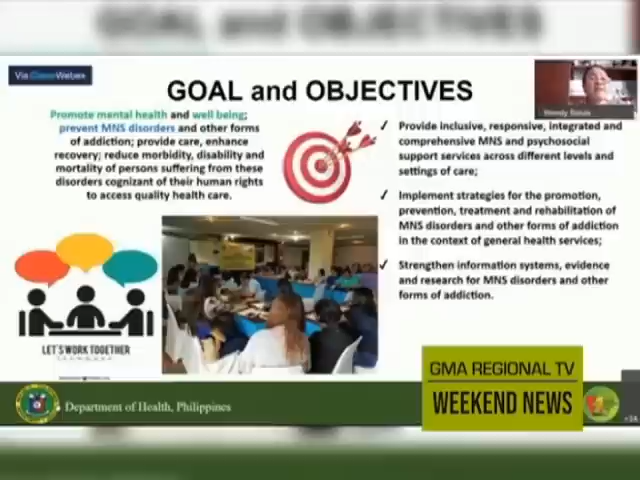 GOAL and OBJECTIVES
Via Cisco Webex
GOAL and OBJECTIVES
Promote mental health and well being;
prevent MNS disorders and other forms
of addiction; provide care, enhance
recovery; reduce morbidity, disability and
mortality of persons suffering from these
disorders cognizant of their human rights
to access quality health care.
✓ Provide inclusive, responsive, integrated and
comprehensive MNS and psychosocial
support services across different levels and
settings of care;
✓ Implement strategies for the promotion,
prevention, treatment and rehabilitation of
MNS disorders and other forms of addiction
in the context of general health services;
✓ Strengthen information systems, evidence
and research for MNS disorders and other
forms of addiction.
LET'S WORK TOGETHER
TEAMWORK
GMA REGIONAL TV
WEEKEND NEWS
Department of Health, Philippines